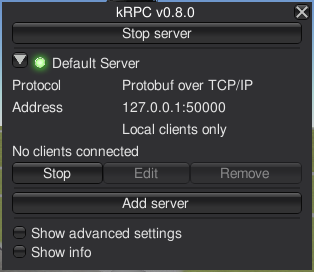 kRPC v0.8.0
Stop server
Default Server
Protocol Protobuf over TCP/IP
Address 127.0.0.1:50000
Local clients only
No clients connected
Stop Edit Remove
Add server
Show advanced settings
Show info